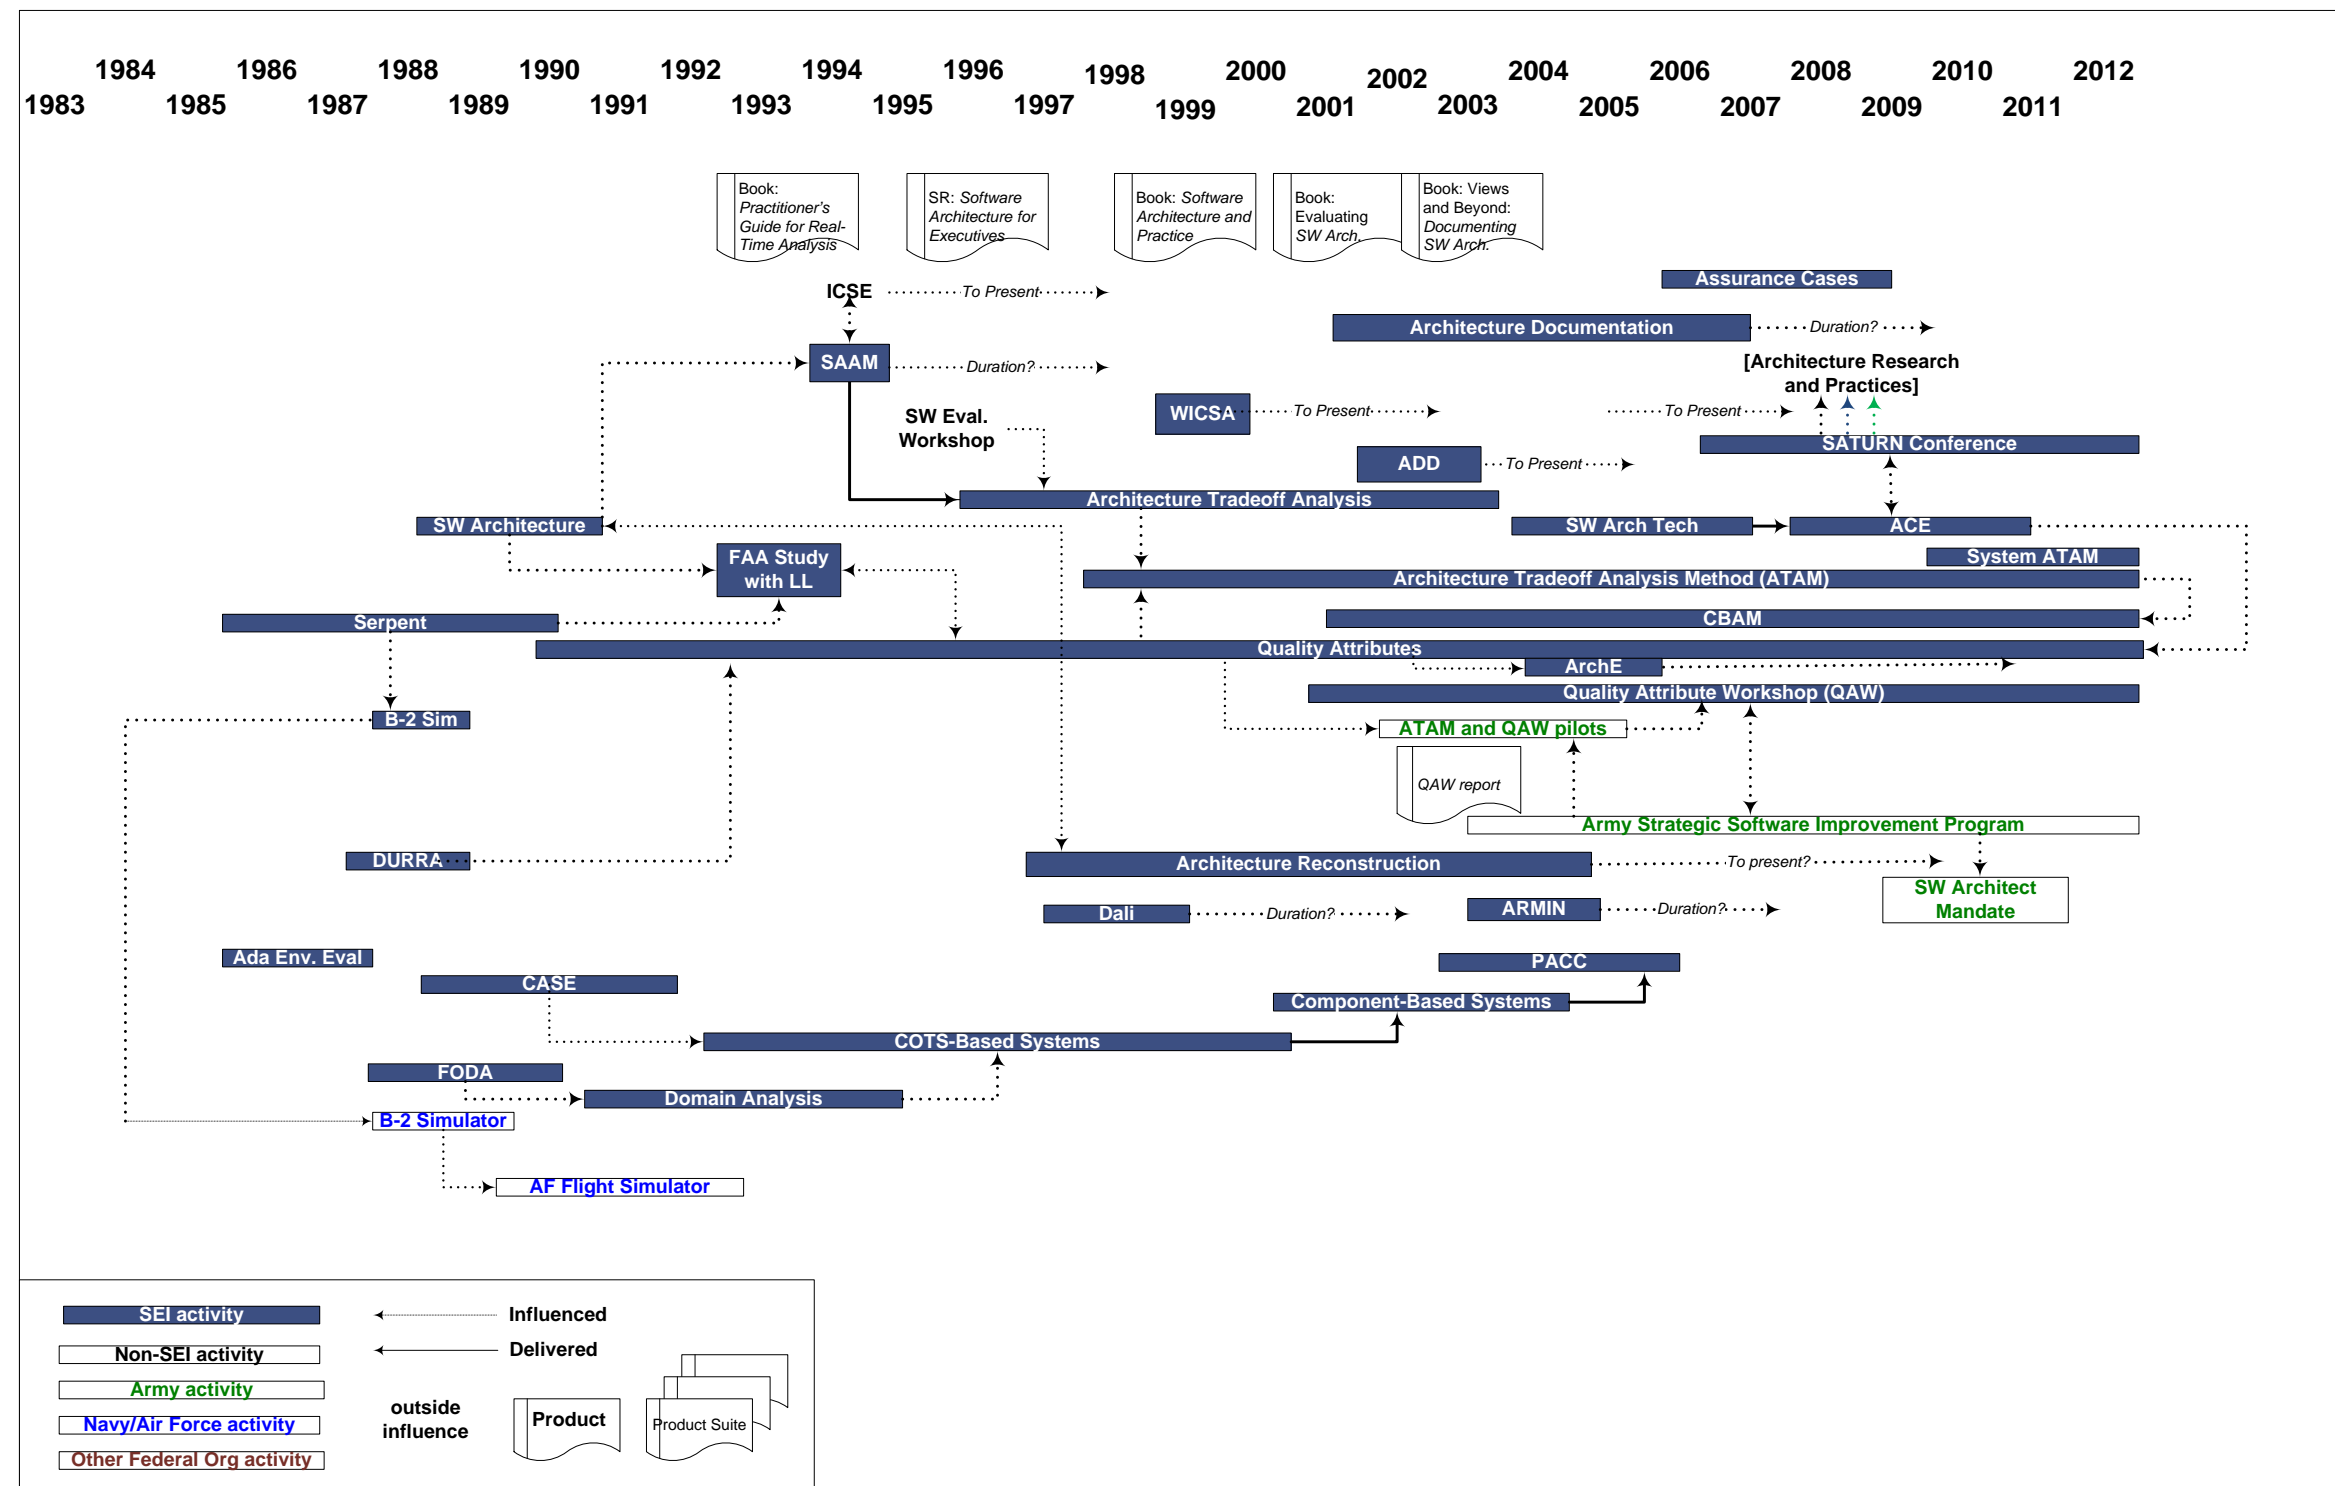 1984 1986 1988 1990 1992 1994 1996 1998 2000 2002 2004 2006 2008 2010 2012
1983 1985 1987 1989 1991 1993 1995 1997 1999 2001 2003 2005 2007 2009 2011
Book:
Practitioner's
Guide for Real-
Time Analysis
SR: Software
Architecture for
Executives
Book: Software
Architecture and
Practice
Book:
Evaluating
SW Arch.
Book: Views
and Beyond:
Documenting
SW Arch.
Assurance Cases
ICSE
To Present
Architecture Documentation
Duration?
SAAM
Duration?
[Architecture Research
and Practices]
WICSA
To Present
To Present
SW Eval.
Workshop
SATURN Conference
ADD
To Present
Architecture Tradeoff Analysis
SW Architecture
SW Arch Tech
ACE
FAA Study
with LL
System ATAM
Architecture Tradeoff Analysis Method (ATAM)
Serpent
CBAM
Quality Attributes
ArchE
Quality Attribute Workshop (QAW)
B-2 Sim
ATAM and QAW pilots
QAW report
Army Strategic Software Improvement Program
DURRA
Architecture Reconstruction
To present?
SW Architect
Mandate
Dali
Duration?
ARMIN
Duration?
Ada Env. Eval
PACC
CASE
Component-Based Systems
COTS-Based Systems
FODA
Domain Analysis
B-2 Simulator
AF Flight Simulator
SEI activity
Influenced
Non-SEI activity
Delivered
Army activity
Navy/Air Force activity
Other Federal Org activity
outside
influence
Product
Product Suite